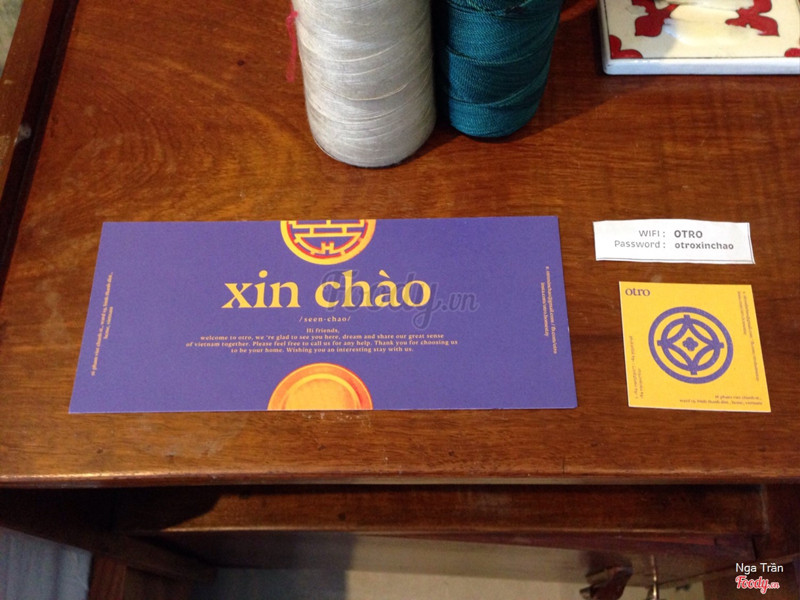 WIFI : OTRO
Password : otroxinchao
xin chào
/seen-chao/
Hi friends,
welcome to otro, we 're glad to see you here, dream and share our great sense
of vietnam together. Please feel free to call us for any help. Thank you for choosing us
to be your home. Wishing you an interesting stay with us.
otro
Foody.vn
Nga Trân
Foody.vn